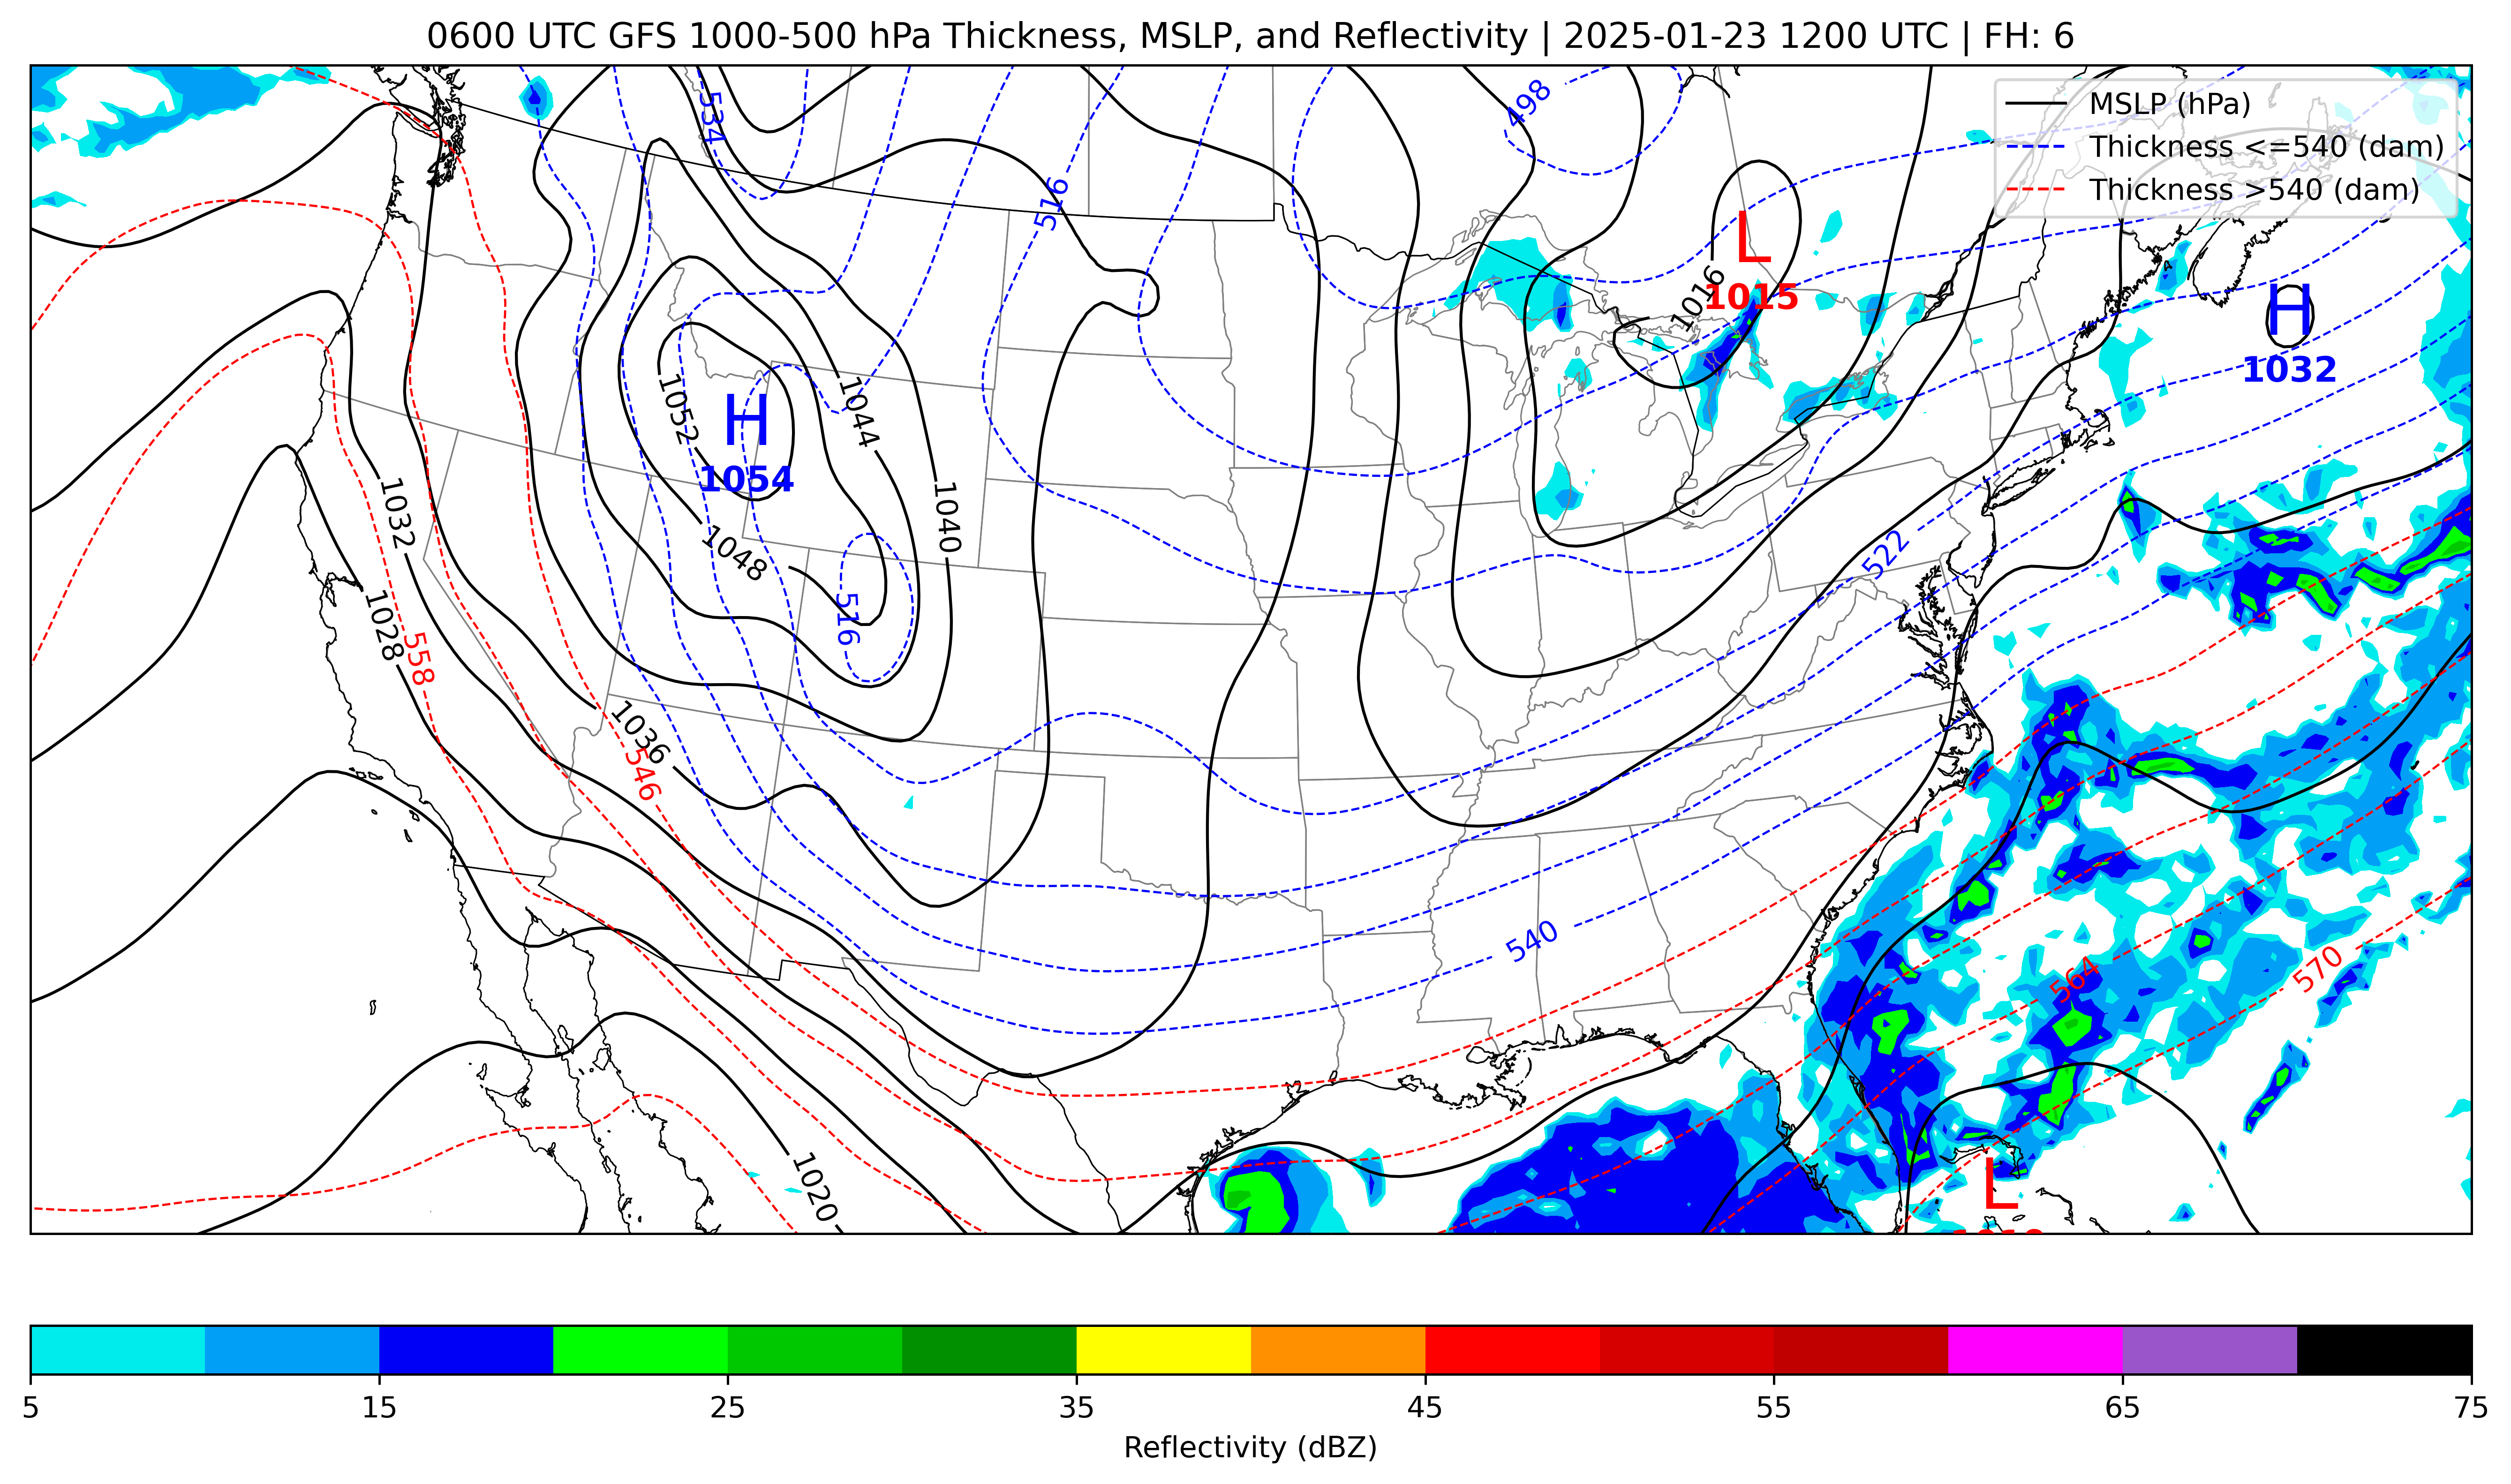 0600 UTC GFS 1000-500 hPa Thickness, MSLP, and Reflectivity | 2025-01-23 1200 UTC | FH: 6
MSLP (hPa)
Thickness <=540 (dam)
Thickness >540 (dam)
498
534
516
L
1016
1015
H
1032
1052
H
1054
1044
1032
1040
1048
522
1028
558
516
1036
546
540
564
570
1020
L
5 15 25 35 45 55 65 75
Reflectivity (dBZ)